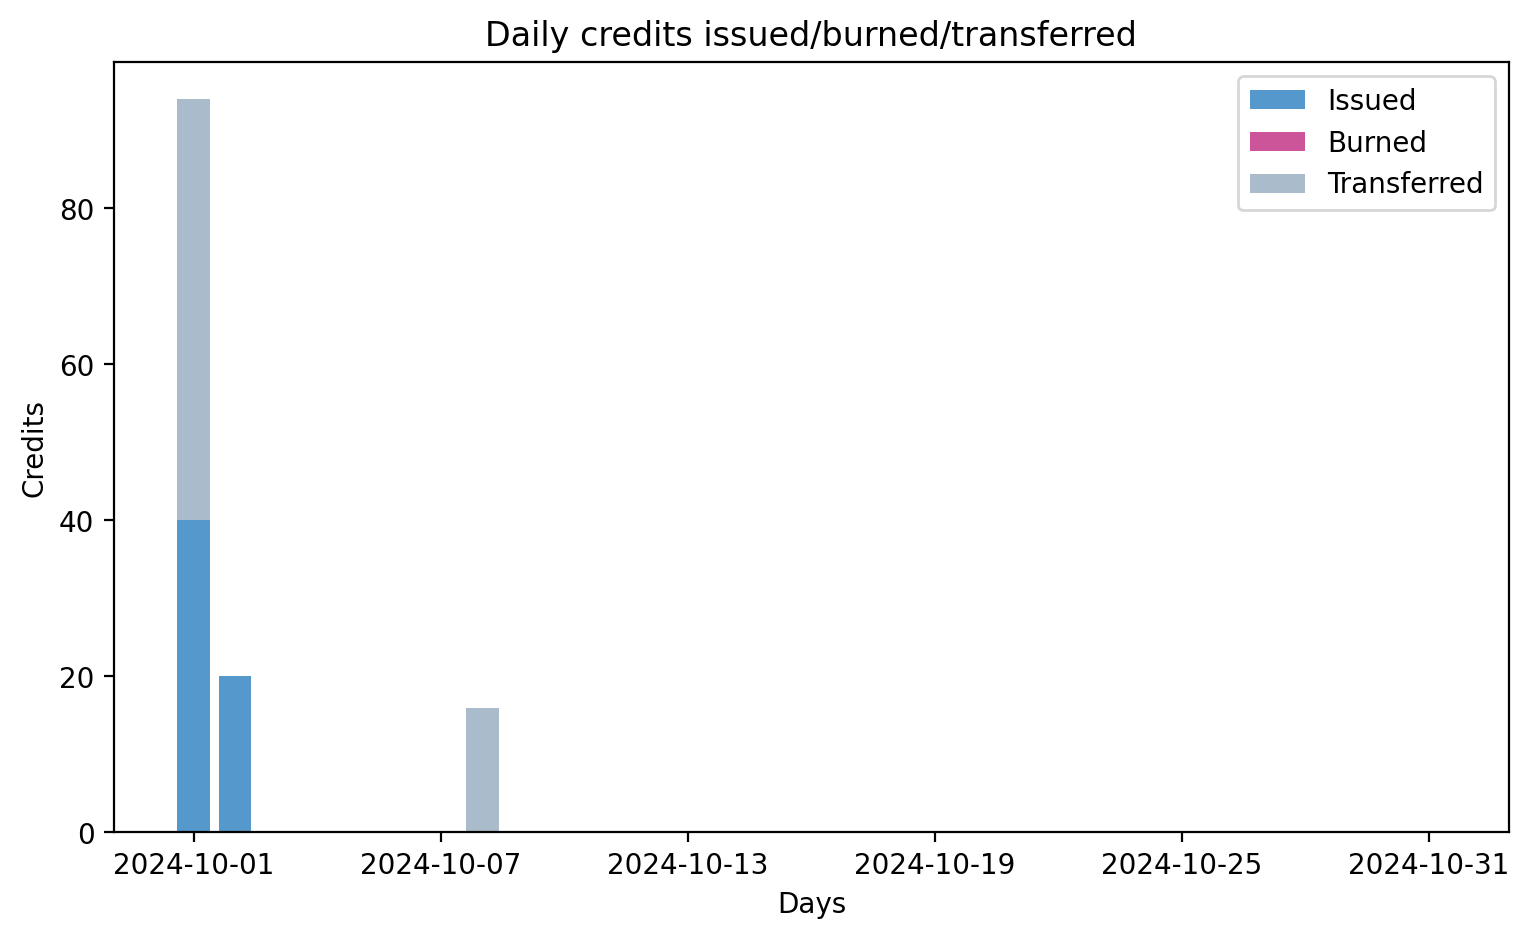 Daily credits issued/burned/transferred
Issued
Burned
Transferred
80
60
40
20
0
Credits
2024-10-01 2024-10-07 2024-10-13 2024-10-19 2024-10-25 2024-10-31
Days